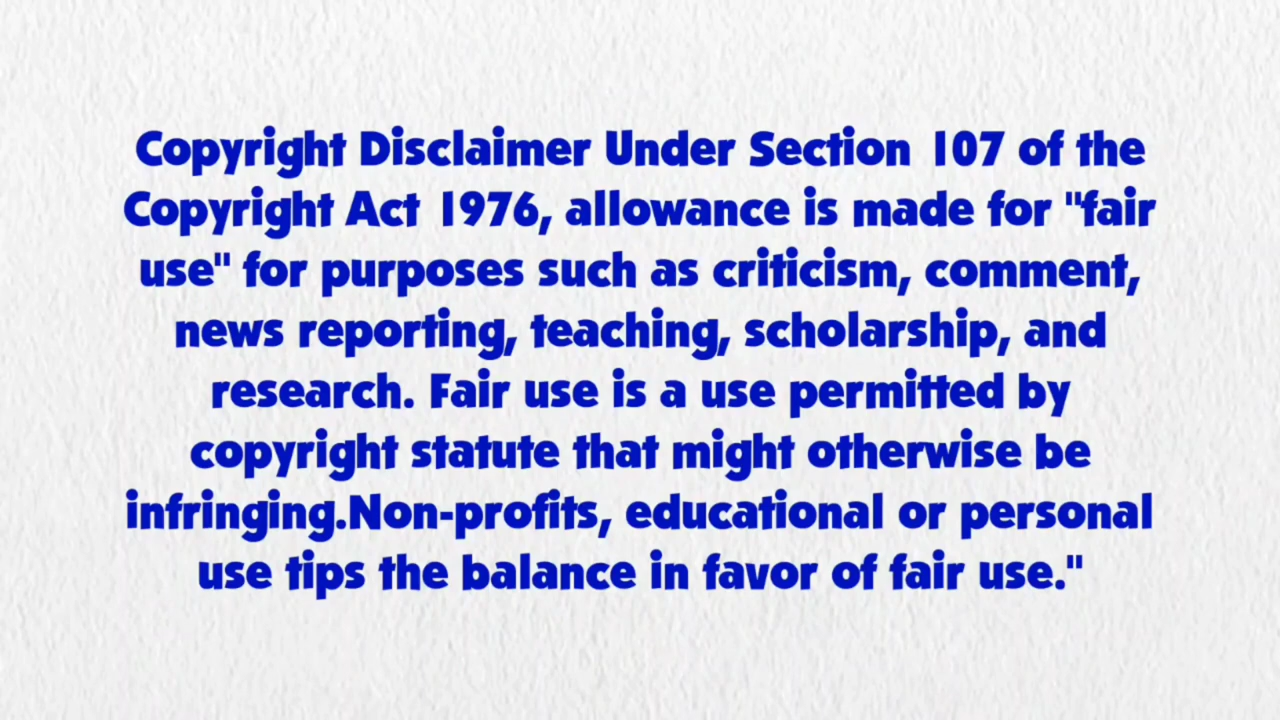 Copyright Disclaimer Under Section 107 of the
Copyright Act 1976, allowance is made for "fair
use" for purposes such as criticism, comment,
news reporting, teaching, scholarship, and
research. Fair use is a use permitted by
copyright statute that might otherwise be
infringing.Non-profits, educational or personal
use tips the balance in favor of fair use."